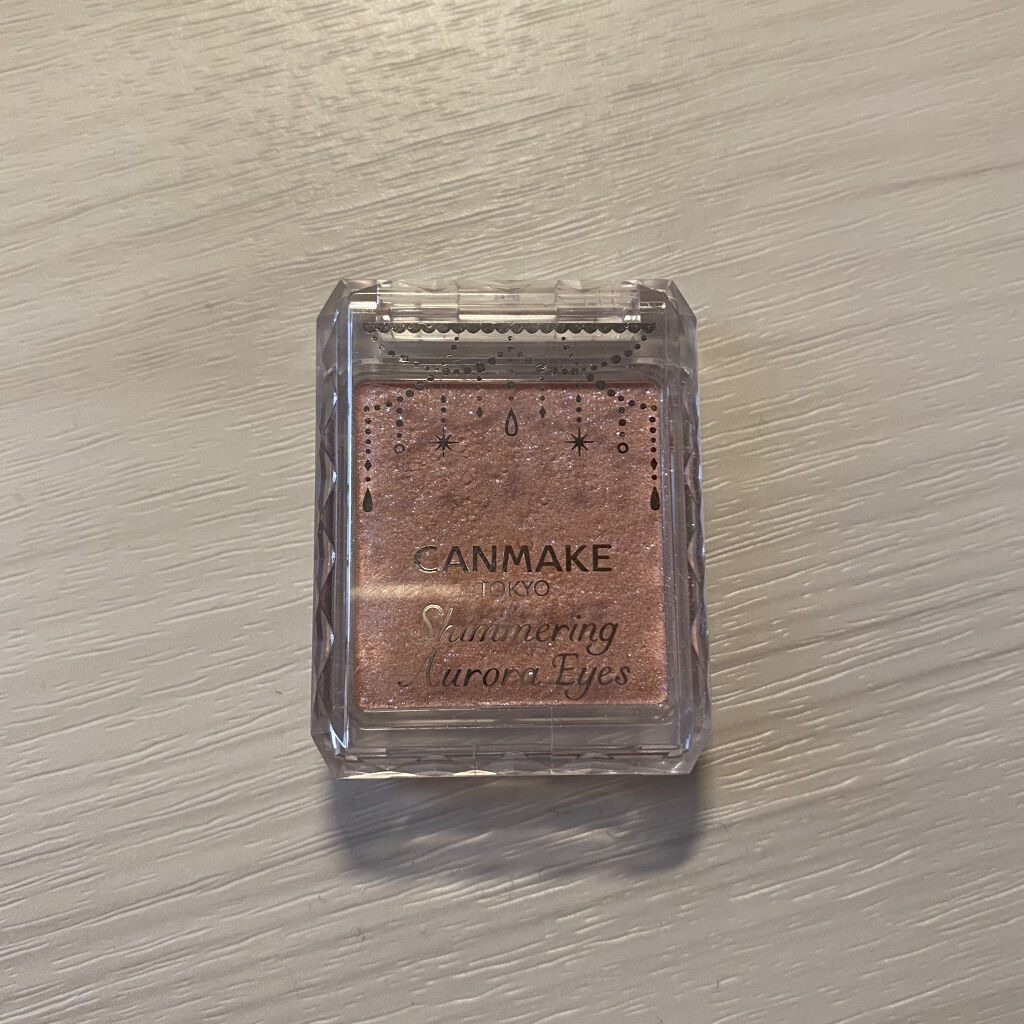 CANMAKE
TOKYO
Shimmering
Aurora Eyes